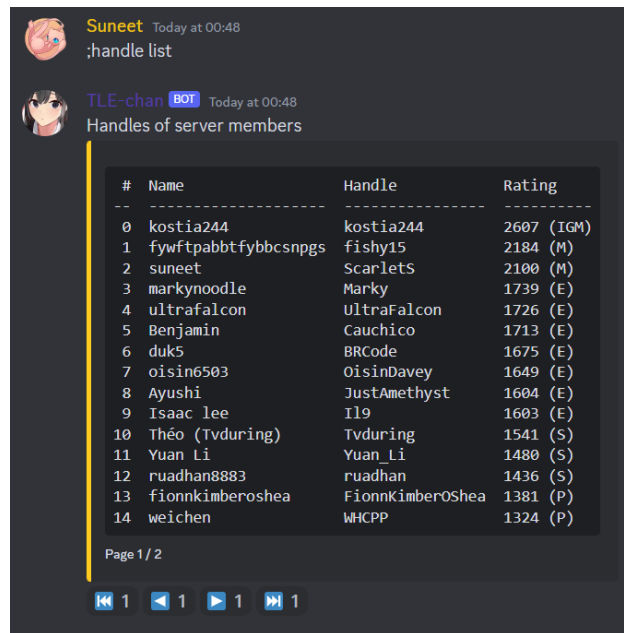 Suneet Today at 00:48
;handle list
TLE-chan BOT Today at 00:48
Handles of server members
# Name Handle Rating
-- -------------------- ---------------- ----------
0 kostia244 kostia244 2607 (IGM)
1 fywftpabbtfybbcsnpgs fishy15 2184 (M)
2 suneet ScarletS 2100 (M)
3 markynoodle Marky 1739 (E)
4 ultrafalcon UltraFalcon 1726 (E)
5 Benjamin Cauchico 1713 (E)
6 duk5 BRCode 1675 (E)
7 oisin6503 OisinDavey 1649 (E)
8 Ayushi JustAmethyst 1604 (E)
9 Isaac lee Il9 1603 (E)
10 Théo (Tvduring) Tvduring 1541 (S)
11 Yuan Li Yuan_Li 1480 (S)
12 ruadhan8883 ruadhan 1436 (S)
13 fionnkimberoshea FionnKimberOShea 1381 (P)
14 weichen WHCPP 1324 (P)
Page 1 / 2
1 1 1 1